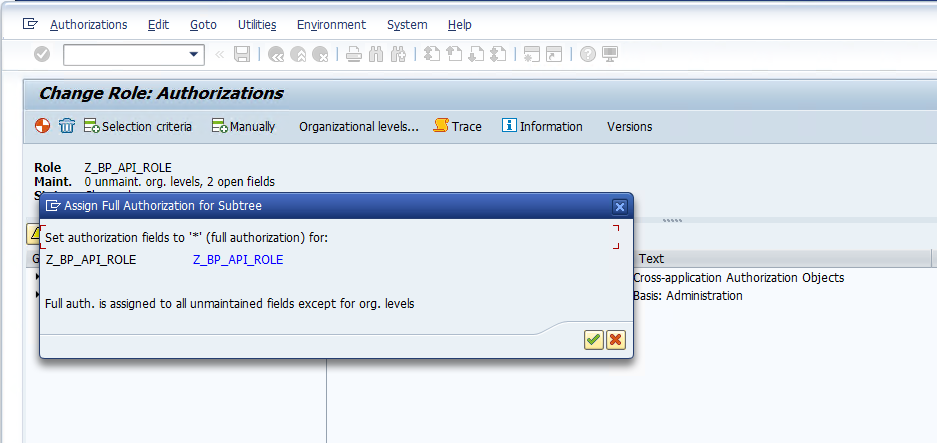 Authorizations Edit Goto Utilities Environment System Help
Change Role: Authorizations
Selection criteria Manually Organizational levels... Trace Information Versions
Role Z_BP_API_ROLE
Maint. 0 unmaint. org. levels, 2 open fields
Assign Full Authorization for Subtree
Set authorization fields to '*' (full authorization) for:
Z_BP_API_ROLE Z_BP_API_ROLE
Full auth. is assigned to all unmaintained fields except for org. levels
G
Text
Cross-application Authorization Objects
Basis: Administration